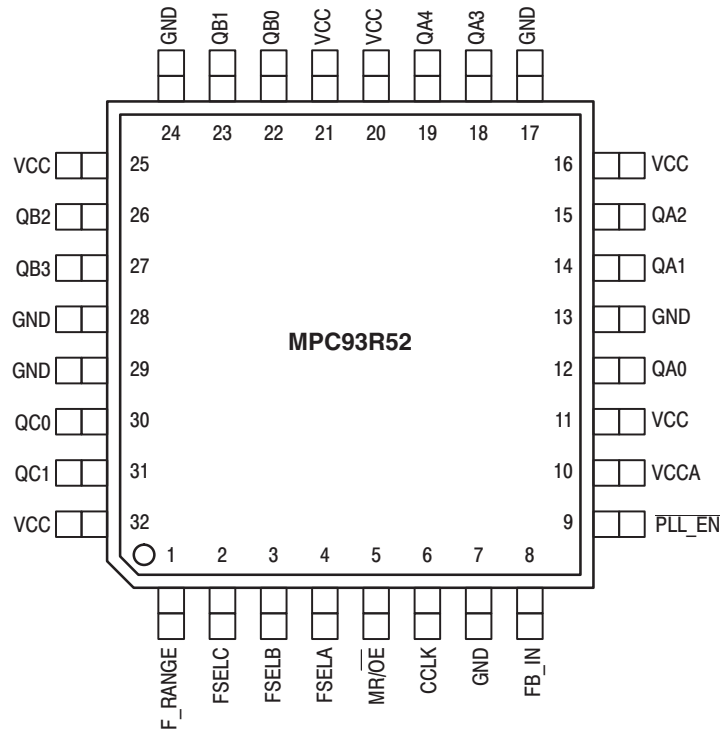 GND QB1 QB0 VCC VCC QA4 QA3 GND
24 23 22 21 20 19 18 17
VCC 25 16 VCC
QB2 26 15 QA2
QB3 27 14 QA1
GND 28 13 GND
MPC93R52
GND 29 12 QA0
QC0 30 11 VCC
QC1 31 10 VCCA
VCC 32 9 PLL_EN
1 2 3 4 5 6 7 8
F_RANGE FSELC FSELB FSELA MR/OE CCLK GND FB_IN